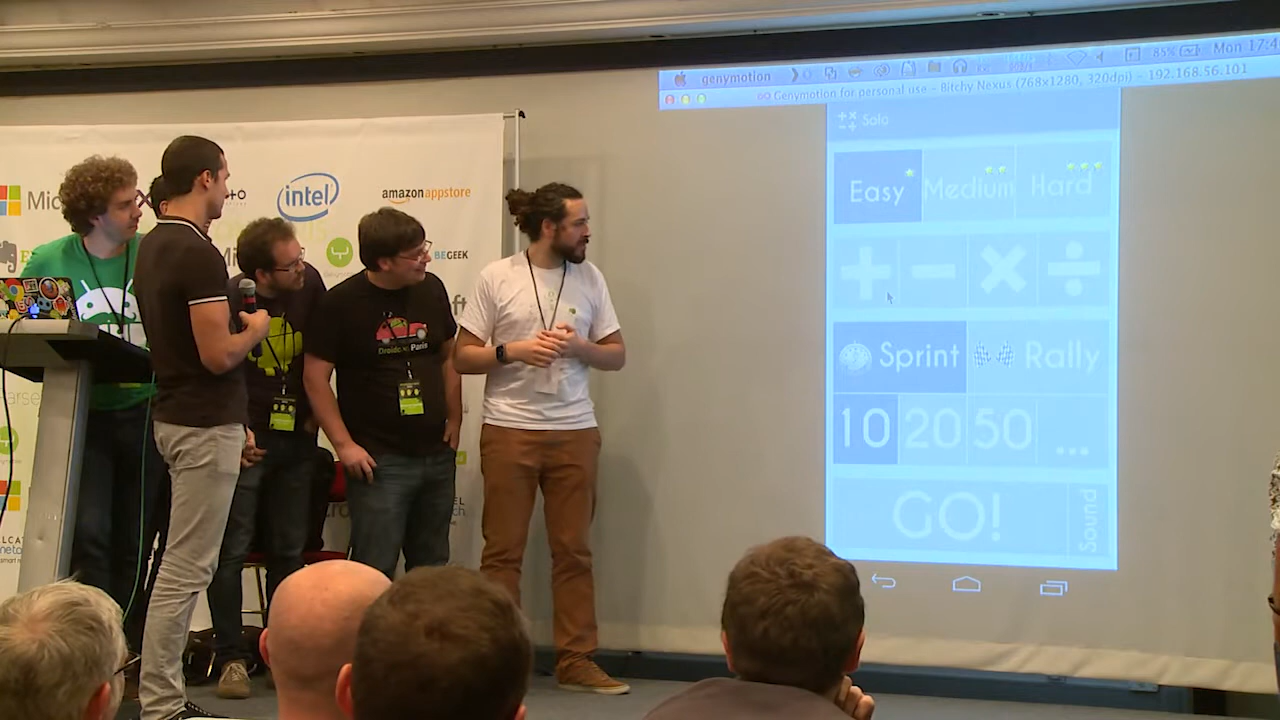 genymotion
85%
Mon 17:4
Genymotion for personal use - Bitchy Nexus (768x1280, 320dpi) - 192.168.56.101
Solo
Easy
Medium
Hard
+ - × ÷
Sprint
Rally
10
20
50
...
GO!
Sound
intel
amazonappstore
BEGEEK
Paris